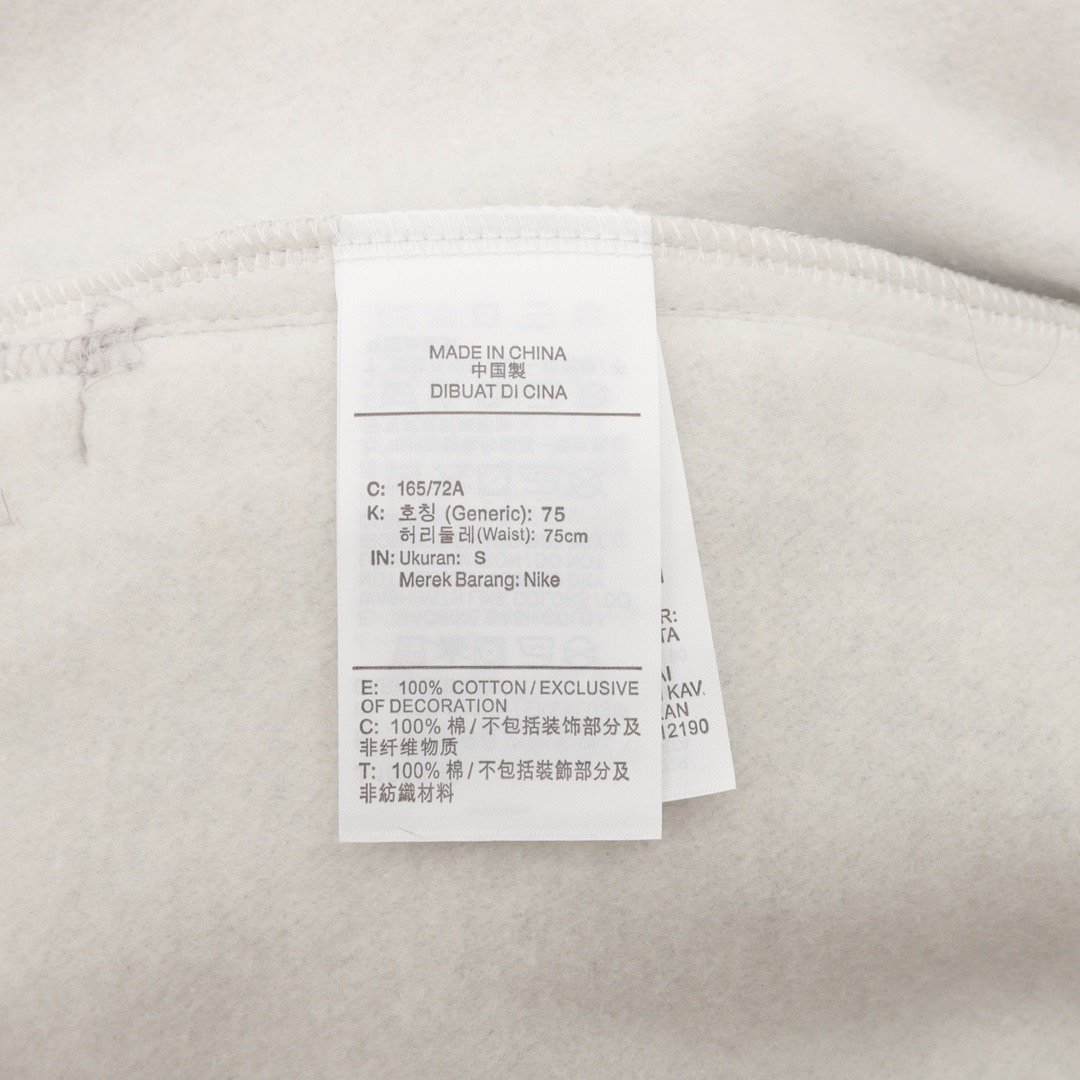 MADE IN CHINA
中国製
DIBUAT DI CINA
C: 165/72A
K: 호칭 (Generic): 75
허리둘레(Waist): 75cm
IN: Ukuran: S
Merek Barang: Nike
E: 100% COTTON / EXCLUSIVE
OF DECORATION
C: 100% 棉 / 不包括装饰部分及
非纤维物质
T: 100% 棉 / 不包括裝飾部分及
非紡織材料
R:
TA
AI
KAV.
LAN
12190